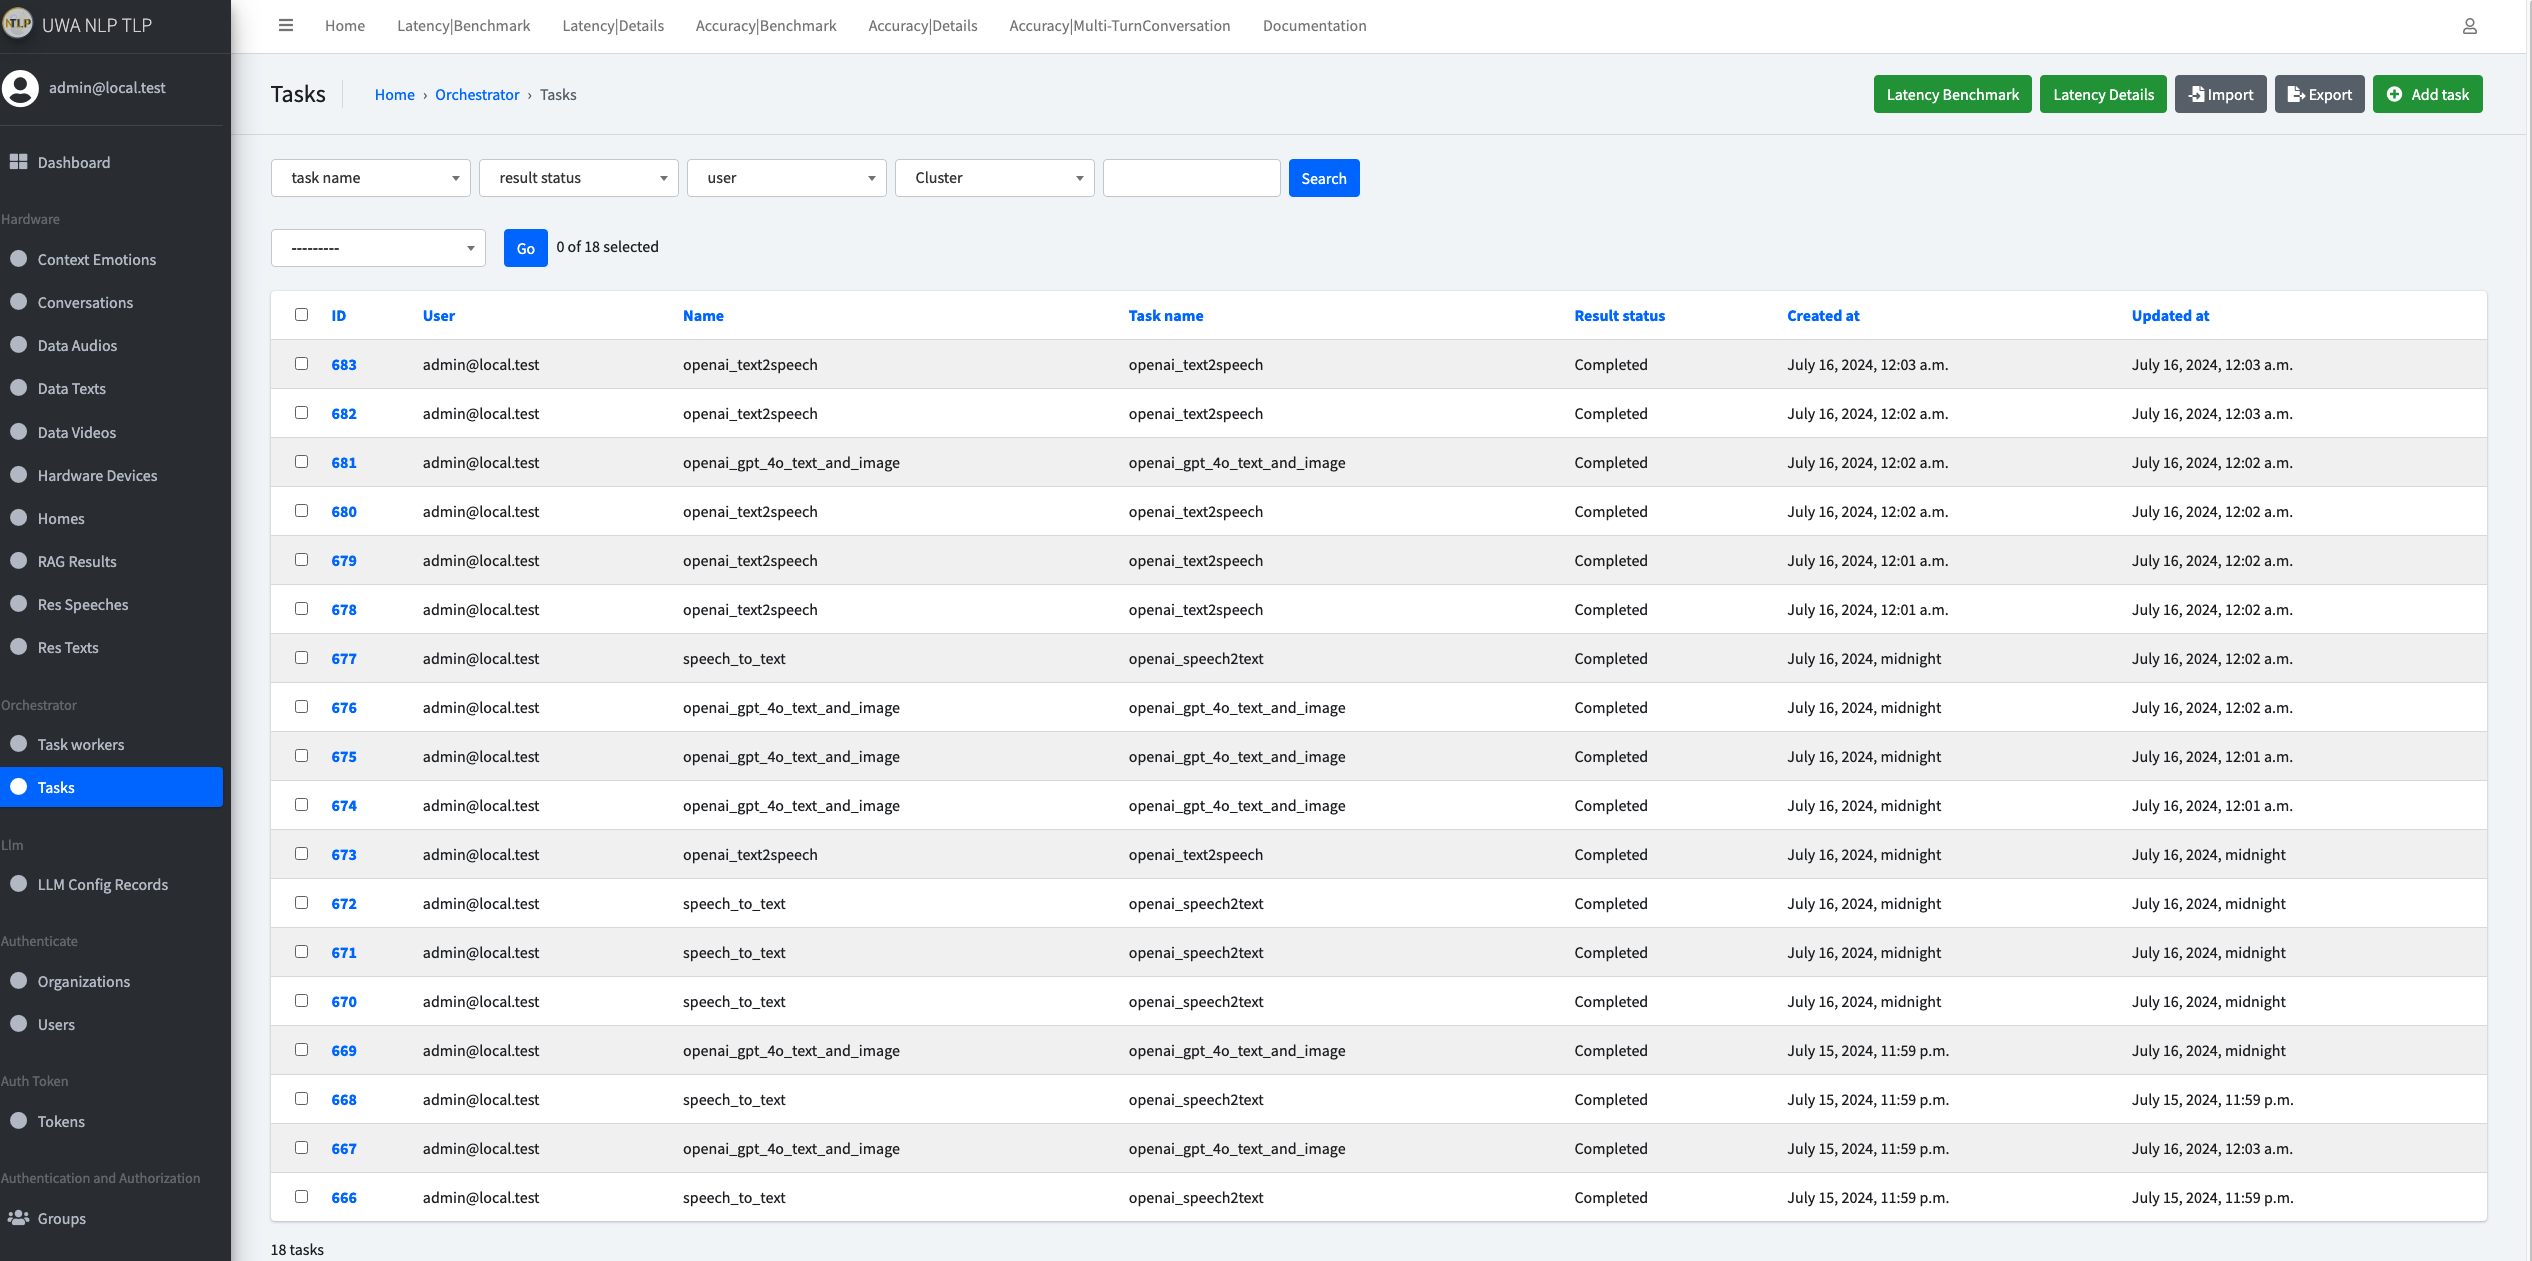 NTLP UWA NLP TLP
Home Latency|Benchmark Latency|Details Accuracy|Benchmark Accuracy|Details Accuracy|Multi-TurnConversation Documentation
admin@local.test
Dashboard
Hardware
Context Emotions
Conversations
Data Audios
Data Texts
Data Videos
Hardware Devices
Homes
RAG Results
Res Speeches
Res Texts
Orchestrator
Task workers
Tasks
Llm
LLM Config Records
Authenticate
Organizations
Users
Auth Token
Tokens
Authentication and Authorization
Groups
Tasks Home › Orchestrator › Tasks Latency Benchmark Latency Details Import Export Add task
task name result status user Cluster Search
--------- Go 0 of 18 selected
ID User Name Task name Result status Created at Updated at
683 admin@local.test openai_text2speech openai_text2speech Completed July 16, 2024, 12:03 a.m. July 16, 2024, 12:03 a.m.
682 admin@local.test openai_text2speech openai_text2speech Completed July 16, 2024, 12:02 a.m. July 16, 2024, 12:03 a.m.
681 admin@local.test openai_gpt_4o_text_and_image openai_gpt_4o_text_and_image Completed July 16, 2024, 12:02 a.m. July 16, 2024, 12:02 a.m.
680 admin@local.test openai_text2speech openai_text2speech Completed July 16, 2024, 12:02 a.m. July 16, 2024, 12:02 a.m.
679 admin@local.test openai_text2speech openai_text2speech Completed July 16, 2024, 12:01 a.m. July 16, 2024, 12:02 a.m.
678 admin@local.test openai_text2speech openai_text2speech Completed July 16, 2024, 12:01 a.m. July 16, 2024, 12:02 a.m.
677 admin@local.test speech_to_text openai_speech2text Completed July 16, 2024, midnight July 16, 2024, 12:02 a.m.
676 admin@local.test openai_gpt_4o_text_and_image openai_gpt_4o_text_and_image Completed July 16, 2024, midnight July 16, 2024, 12:02 a.m.
675 admin@local.test openai_gpt_4o_text_and_image openai_gpt_4o_text_and_image Completed July 16, 2024, midnight July 16, 2024, 12:01 a.m.
674 admin@local.test openai_gpt_4o_text_and_image openai_gpt_4o_text_and_image Completed July 16, 2024, midnight July 16, 2024, 12:01 a.m.
673 admin@local.test openai_text2speech openai_text2speech Completed July 16, 2024, midnight July 16, 2024, midnight
672 admin@local.test speech_to_text openai_speech2text Completed July 16, 2024, midnight July 16, 2024, midnight
671 admin@local.test speech_to_text openai_speech2text Completed July 16, 2024, midnight July 16, 2024, midnight
670 admin@local.test speech_to_text openai_speech2text Completed July 16, 2024, midnight July 16, 2024, midnight
669 admin@local.test openai_gpt_4o_text_and_image openai_gpt_4o_text_and_image Completed July 15, 2024, 11:59 p.m. July 16, 2024, midnight
668 admin@local.test speech_to_text openai_speech2text Completed July 15, 2024, 11:59 p.m. July 15, 2024, 11:59 p.m.
667 admin@local.test openai_gpt_4o_text_and_image openai_gpt_4o_text_and_image Completed July 15, 2024, 11:59 p.m. July 16, 2024, 12:03 a.m.
666 admin@local.test speech_to_text openai_speech2text Completed July 15, 2024, 11:59 p.m. July 15, 2024, 11:59 p.m.
18 tasks